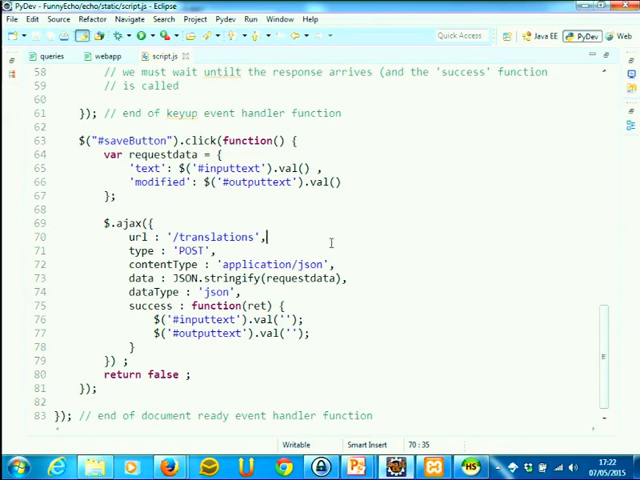 PyDev - FunnyEcho/echo/static/script.js - Eclipse
File Edit Source Refactoring Navigate Search Project Pydev Run Window Help
Quick Access Java EE PyDev Web
queries webapp script.js
58 // we must wait untilt the response arrives (and the 'success' function
59 // is called
60
61 }); // end of keyup event handler function
62
63 $("#saveButton").click(function() {
64 var requestdata = {
65 'text': $('#inputtext').val() ,
66 'modified': $('#outputtext').val()
67 };
68
69 $.ajax({
70 url : '/translations',
71 type : 'POST',
72 contentType : 'application/json',
73 data : JSON.stringify(requestdata),
74 dataType : 'json',
75 success : function(ret) {
76 $('#inputtext').val('');
77 $('#outputtext').val('');
78 }
79 }) ;
80 return false ;
81 });
82
83 }); // end of document ready event handler function
Writable Smart Insert 70 : 35
17:22
07/05/2015